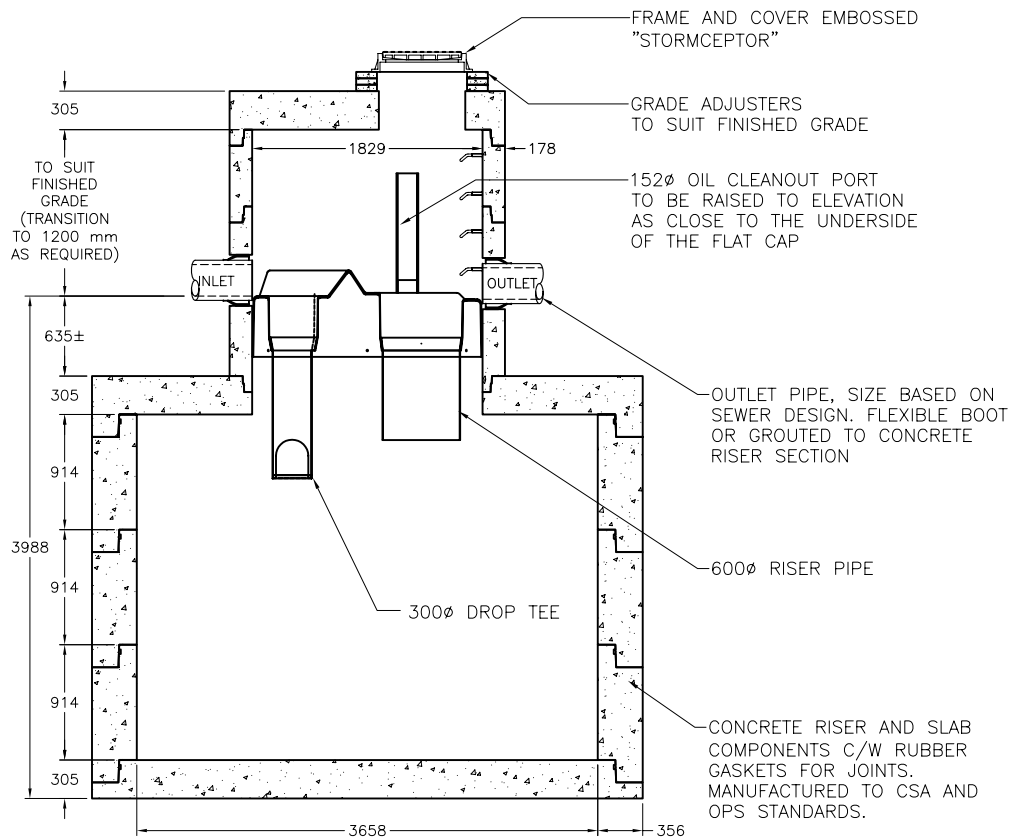 FRAME AND COVER EMBOSSED
"STORMCEPTOR"
305
GRADE ADJUSTERS
TO SUIT FINISHED GRADE
1829
178
TO SUIT
FINISHED
GRADE
(TRANSITION
TO 1200 mm
AS REQUIRED)
152ø OIL CLEANOUT PORT
TO BE RAISED TO ELEVATION
AS CLOSE TO THE UNDERSIDE
OF THE FLAT CAP
INLET
OUTLET
635±
305
OUTLET PIPE, SIZE BASED ON
SEWER DESIGN. FLEXIBLE BOOT
OR GROUTED TO CONCRETE
RISER SECTION
914
3988
914
600ø RISER PIPE
300ø DROP TEE
914
CONCRETE RISER AND SLAB
COMPONENTS C/W RUBBER
GASKETS FOR JOINTS.
MANUFACTURED TO CSA AND
OPS STANDARDS.
305
3658
356